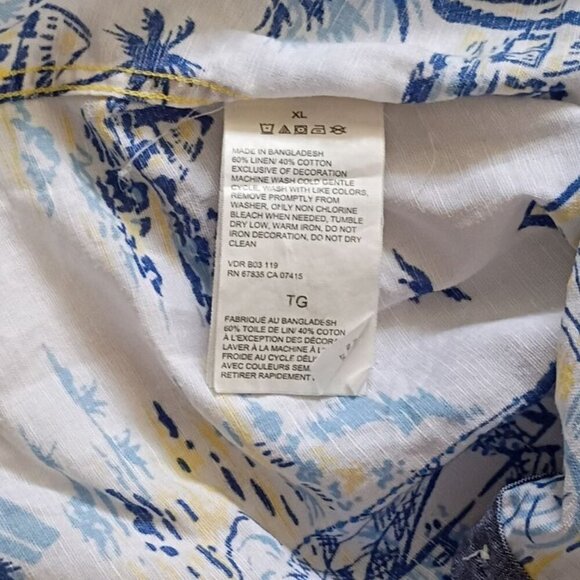 XL
MADE IN BANGLADESH
60% LINEN/ 40% COTTON
EXCLUSIVE OF DECORATION
MACHINE WASH COLD GENTLE
CYCLE, WASH WITH LIKE COLORS,
REMOVE PROMPTLY FROM
WASHER, ONLY NON CHLORINE
BLEACH WHEN NEEDED, TUMBLE
DRY LOW, WARM IRON, DO NOT
IRON DECORATION, DO NOT DRY
CLEAN
VDR B03 119
RN 67835 CA 07415
TG
FABRIQUÉ AU BANGLADESH
60% TOILE DE LIN/ 40% COTON
À L'EXCEPTION DES DÉCOR
LAVER À LA MACHINE À
FROIDE AU CYCLE DÉLI
AVEC COULEURS SEM
RETIRER RAPIDEMENT